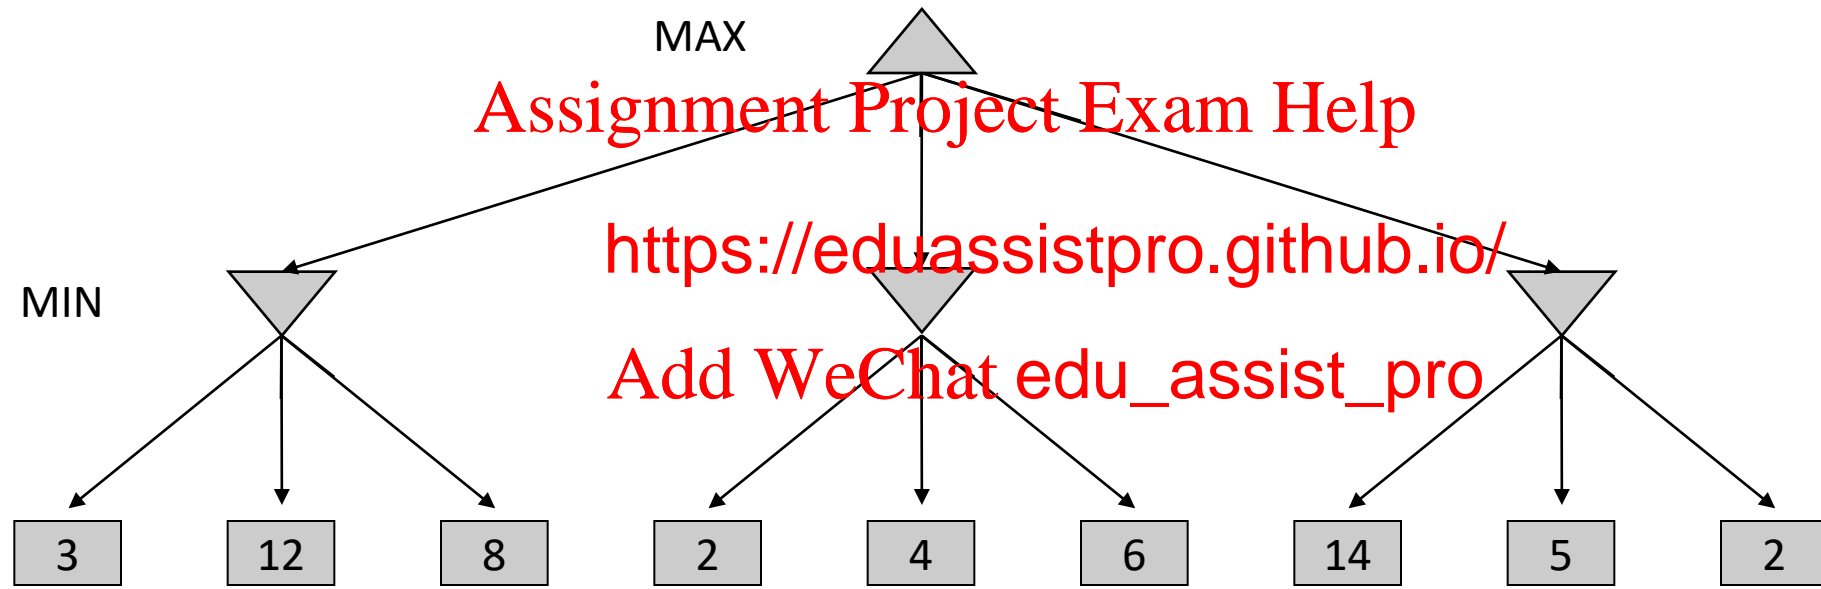 MAX
Assignment Project Exam Help
https://eduassistpro.github.io/
MIN
Add WeChat edu_assist_pro
3 12 8 2 4 6 14 5 2